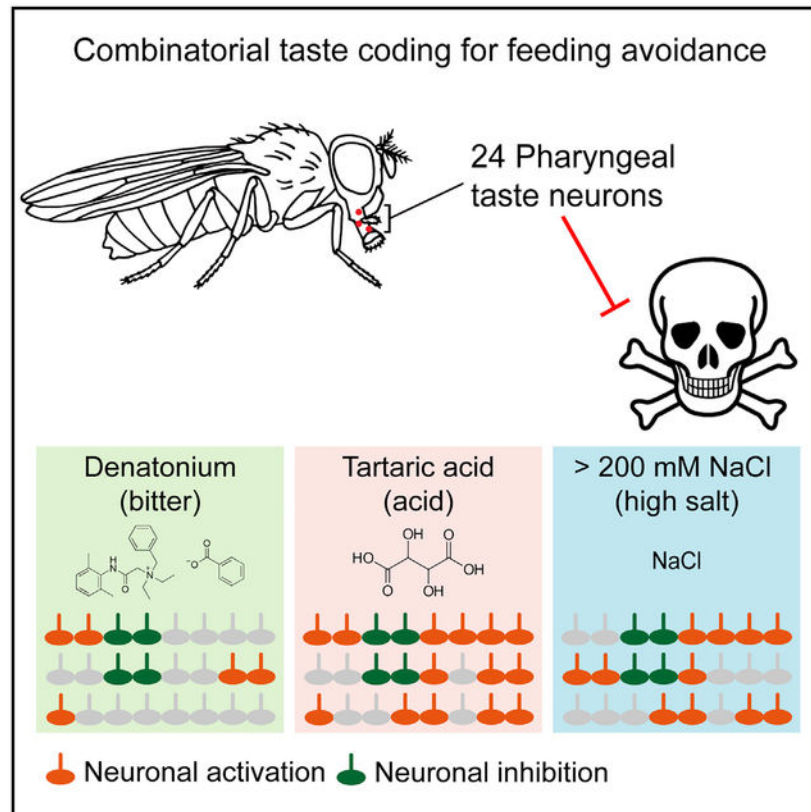 Combinatorial taste coding for feeding avoidance
24 Pharyngeal
taste neurons
Denatonium
(bitter)
Tartaric acid
(acid)
> 200 mM NaCl
(high salt)
H
N
O
N+
O
-O
OH
O
HO
OH
O
OH
NaCl
Neuronal activation
Neuronal inhibition